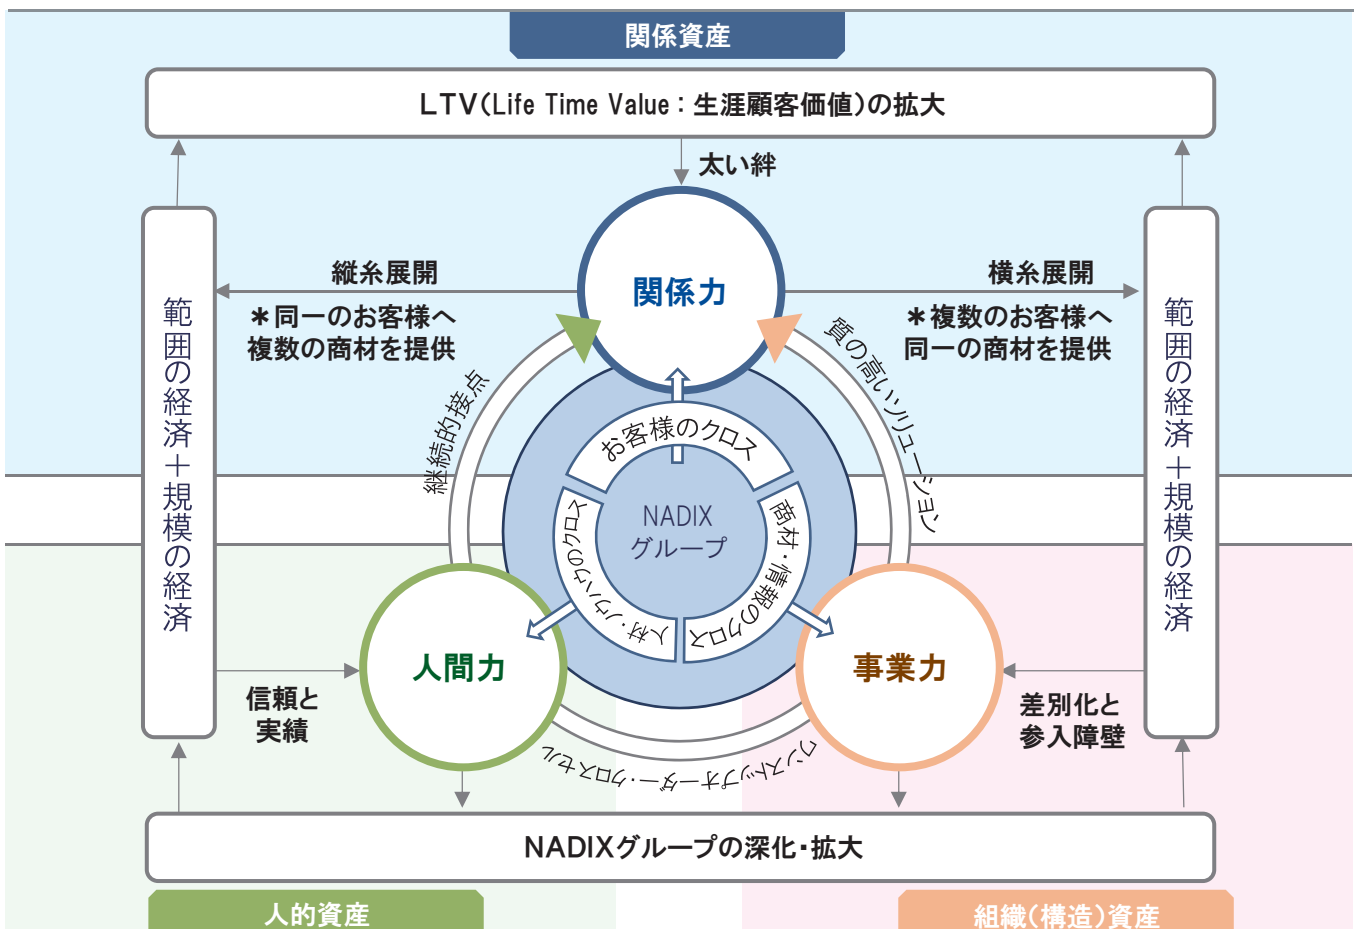 関係資産
LTV(Life Time Value：生涯顧客価値)の拡大
太い絆
縦糸展開
＊同一のお客様へ
複数の商材を提供
関係力
横糸展開
＊複数のお客様へ
同一の商材を提供
範囲の経済＋規模の経済
範囲の経済＋規模の経済
継続的接点
質の高いソリューション
お客様のクロス
人材・ノウハウのクロス
商材・情報のクロス
NADIX
グループ
人間力
事業力
信頼と
実績
差別化と
参入障壁
ワンストップオーダー・クロスセル
NADIXグループの深化・拡大
人的資産
組織(構造)資産